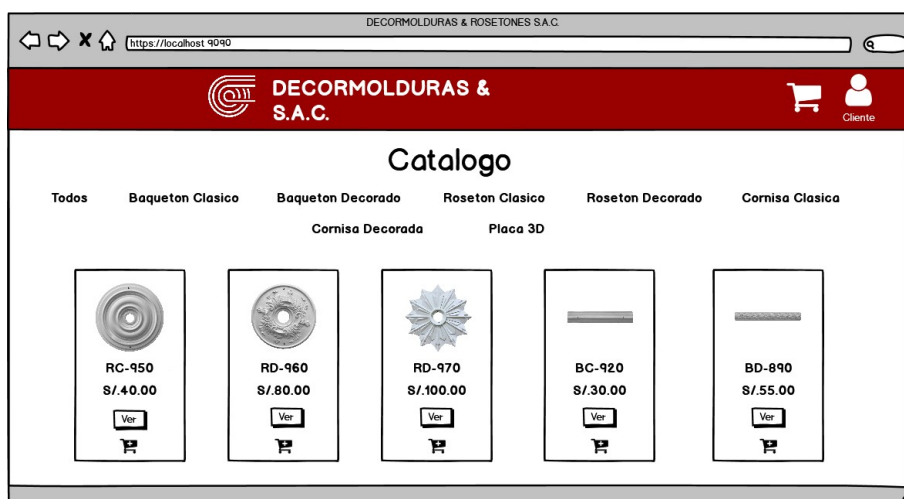 DECORMOLDURAS & ROSETONES S.A.C.
https://localhost 9090
DECORMOLDURAS &
S.A.C.
Cliente
Catalogo
Todos Baqueton Clasico Baqueton Decorado Roseton Clasico Roseton Decorado Cornisa Clasica
Cornisa Decorada Placa 3D
RC-950 RD-960 RD-970 BC-920 BD-890
S/.40.00 S/.80.00 S/.100.00 S/.30.00 S/.55.00
Ver Ver Ver Ver Ver